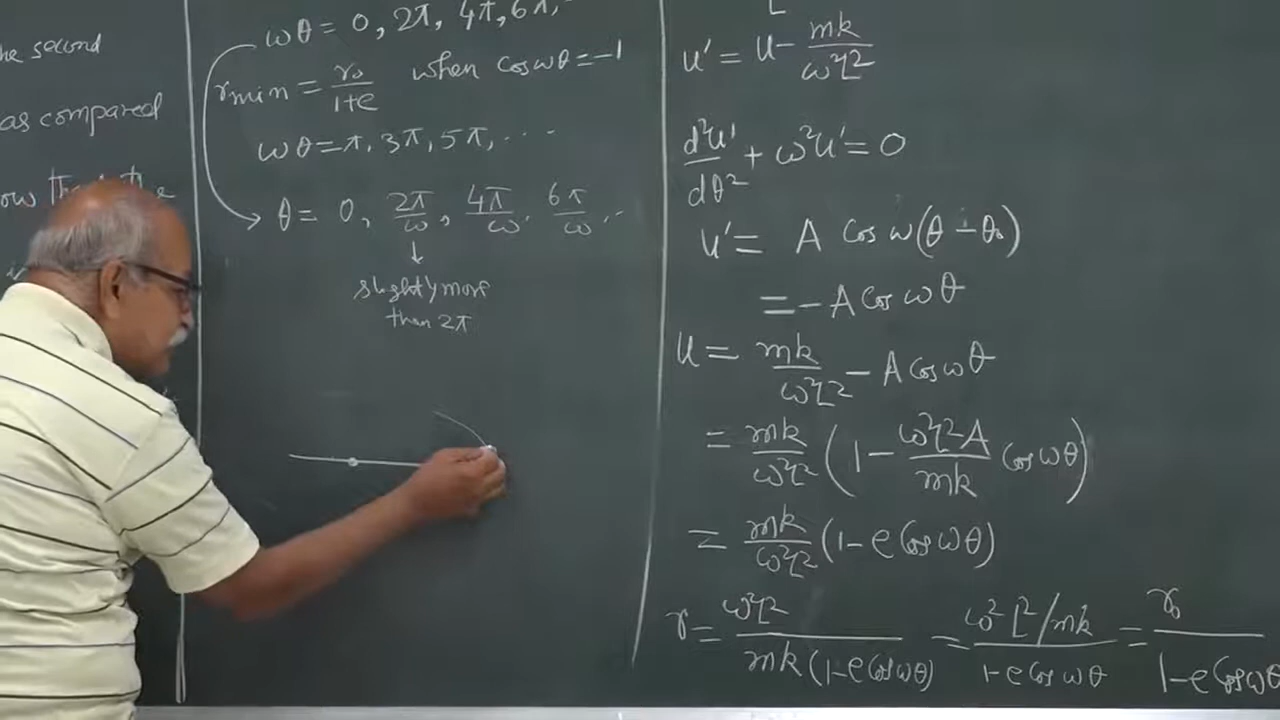 he second
as compared
ωθ = 0, 2π, 4π, 6π, -
r min = r₀/(1+e) when cos ωθ = -1
ωθ = π, 3π, 5π, ...
θ = 0, 2π/ω, 4π/ω, 6π/ω, ..
↓
slightly more
than 2π
u' = u - mk/(ω²L²)
d²u'/dθ² + ω²u' = 0
u' = A cos ω(θ - θ₀)
= -A cos ωθ
u = mk/(ω²L²) - A cos ωθ
= mk/(ω²L²) (1 - (ω²L²A/mk) cos ωθ)
= mk/(ω²L²) (1 - e cos ωθ)
r = ω²L²/(mk(1 - e cos ωθ)) = (ω²L²/mk)/(1 - e cos ωθ) = r₀/(1 - e cos ωθ